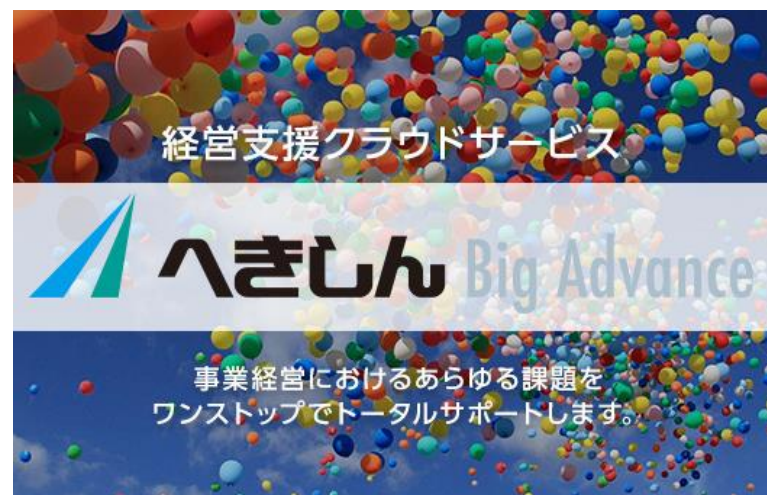 経営支援クラウドサービス
へきしん Big Advance
事業経営におけるあらゆる課題を
ワンストップでトータルサポートします。